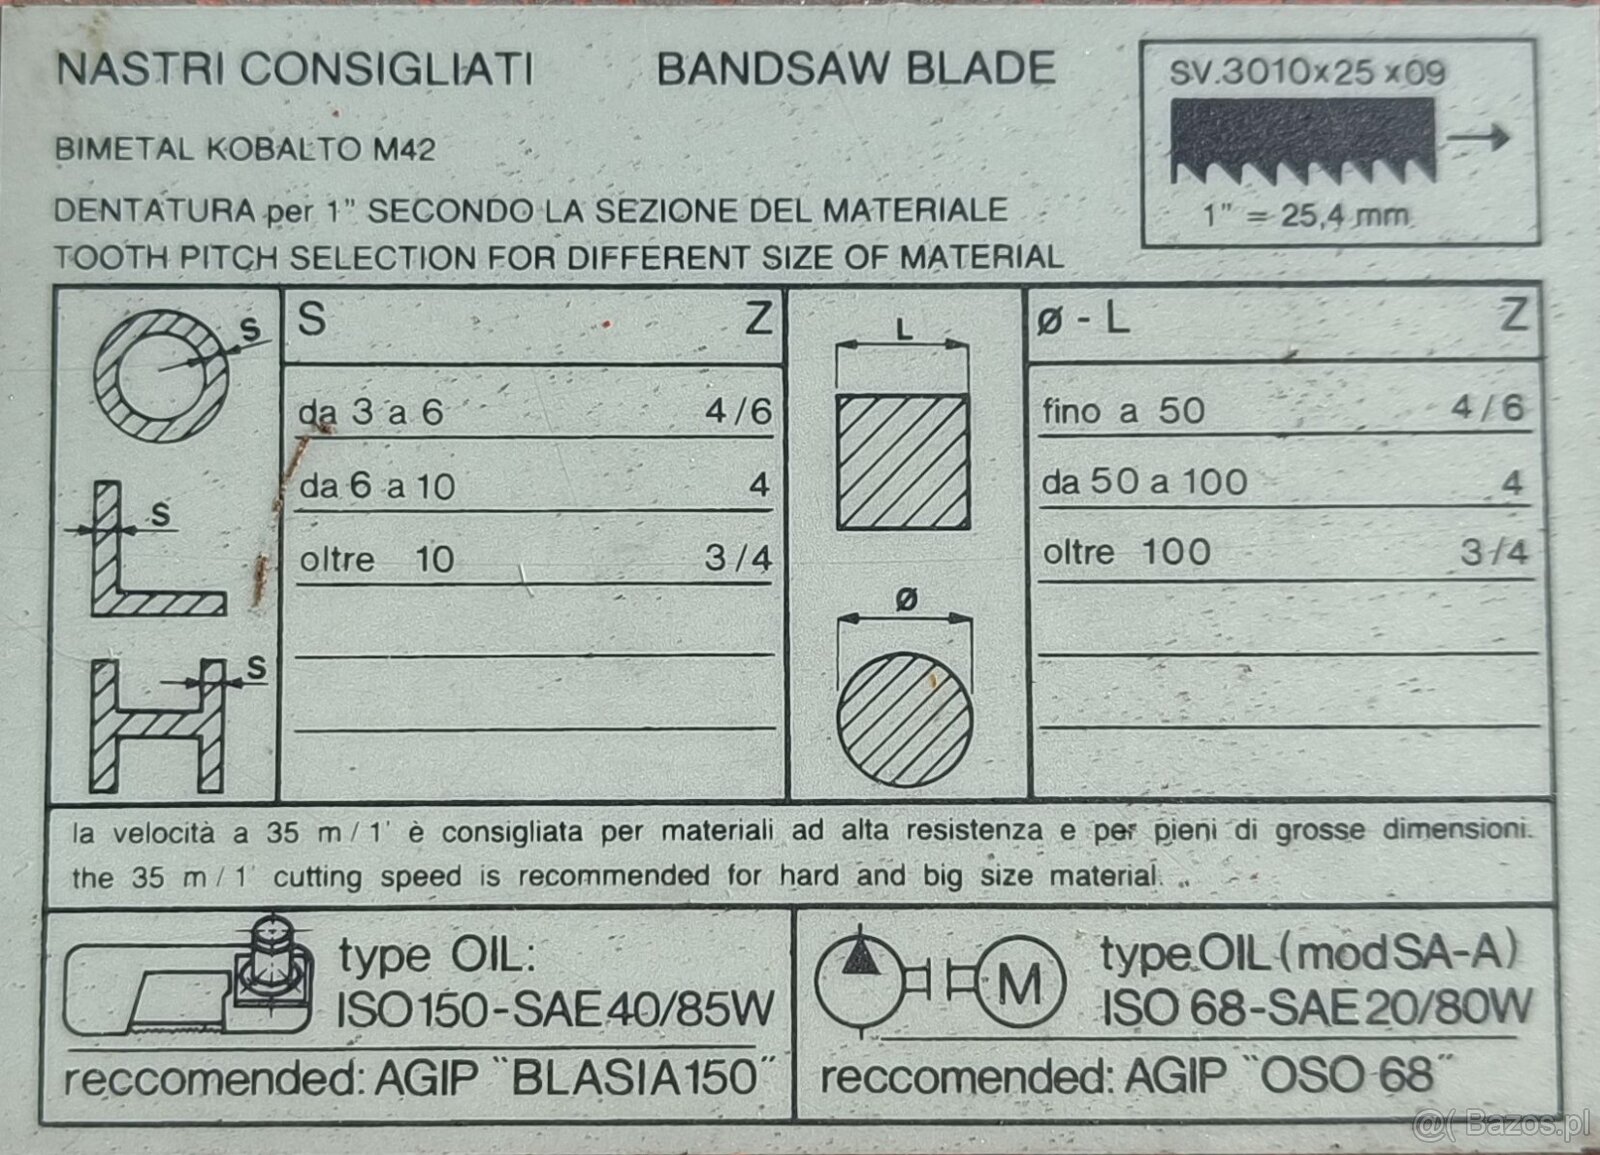 NASTRI CONSIGLIATI BANDSAW BLADE
SV.3010x25x09
BIMETAL KOBALTO M42
DENTATURA per 1" SECONDO LA SEZIONE DEL MATERIALE
1" = 25,4 mm
TOOTH PITCH SELECTION FOR DIFFERENT SIZE OF MATERIAL
S
S Z
L
ø - L Z
da 3 a 6 4/6
fino a 50 4/6
da 6 a 10 4
da 50 a 100 4
S
oltre 10 3/4
oltre 100 3/4
ø
S
la velocità a 35 m/1' è consigliata per materiali ad alta resistenza e per pieni di grosse dimensioni.
the 35 m/1' cutting speed is recommended for hard and big size material.
type OIL:
ISO150-SAE40/85W
reccomended: AGIP "BLASIA150"
M
type OIL (mod SA-A)
ISO 68-SAE20/80W
reccomended: AGIP "OSO 68"
@( Bazos.pl